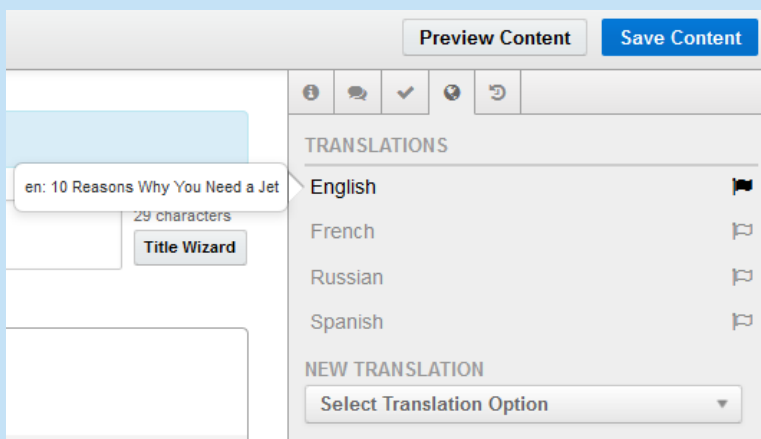 Preview Content
Save Content
TRANSLATIONS
en: 10 Reasons Why You Need a Jet
English
29 characters
Title Wizard
French
Russian
Spanish
NEW TRANSLATION
Select Translation Option